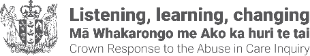 Listening, learning, changing
Mā Whakarongo me Ako ka huri te tai
Crown Response to the Abuse in Care Inquiry